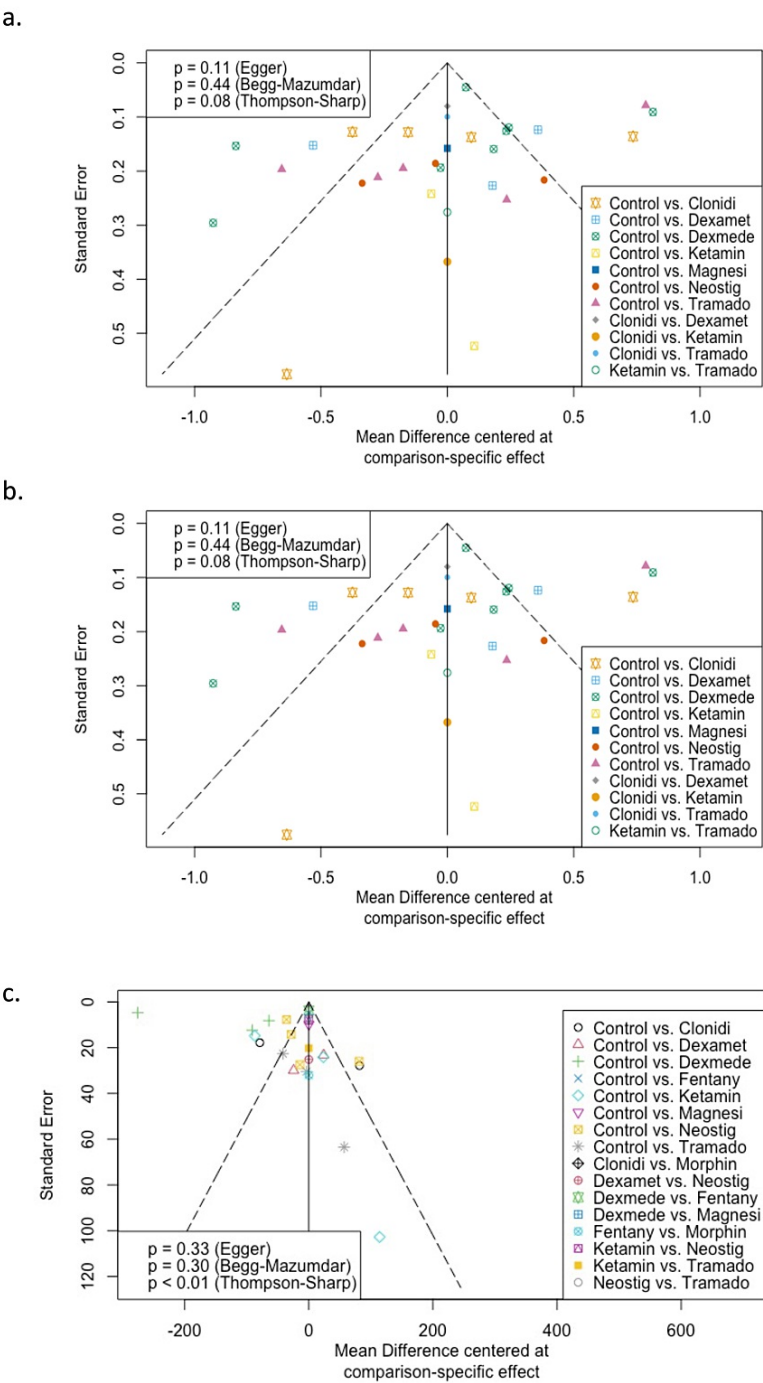 a.
p = 0.11 (Egger)
p = 0.44 (Begg-Mazumdar)
p = 0.08 (Thompson-Sharp)
Standard Error
0.0
0.1
0.2
0.3
0.4
0.5
Control vs. Clonidi
Control vs. Dexamet
Control vs. Dexmede
Control vs. Ketamin
Control vs. Magnesi
Control vs. Neostig
Control vs. Tramado
Clonidi vs. Dexamet
Clonidi vs. Ketamin
Clonidi vs. Tramado
Ketamin vs. Tramado
-1.0 -0.5 0.0 0.5 1.0
Mean Difference centered at
comparison-specific effect
b.
p = 0.11 (Egger)
p = 0.44 (Begg-Mazumdar)
p = 0.08 (Thompson-Sharp)
Standard Error
0.0
0.1
0.2
0.3
0.4
0.5
Control vs. Clonidi
Control vs. Dexamet
Control vs. Dexmede
Control vs. Ketamin
Control vs. Magnesi
Control vs. Neostig
Control vs. Tramado
Clonidi vs. Dexamet
Clonidi vs. Ketamin
Clonidi vs. Tramado
Ketamin vs. Tramado
-1.0 -0.5 0.0 0.5 1.0
Mean Difference centered at
comparison-specific effect
c.
Standard Error
0
20
40
60
80
100
120
Control vs. Clonidi
Control vs. Dexamet
Control vs. Dexmede
Control vs. Fentany
Control vs. Ketamin
Control vs. Magnesi
Control vs. Neostig
Control vs. Tramado
Clonidi vs. Morphin
Dexamet vs. Neostig
Dexmede vs. Fentany
Dexmede vs. Magnesi
Fentany vs. Morphin
Ketamin vs. Neostig
Ketamin vs. Tramado
Neostig vs. Tramado
p = 0.33 (Egger)
p = 0.30 (Begg-Mazumdar)
p < 0.01 (Thompson-Sharp)
-200 0 200 400 600
Mean Difference centered at
comparison-specific effect